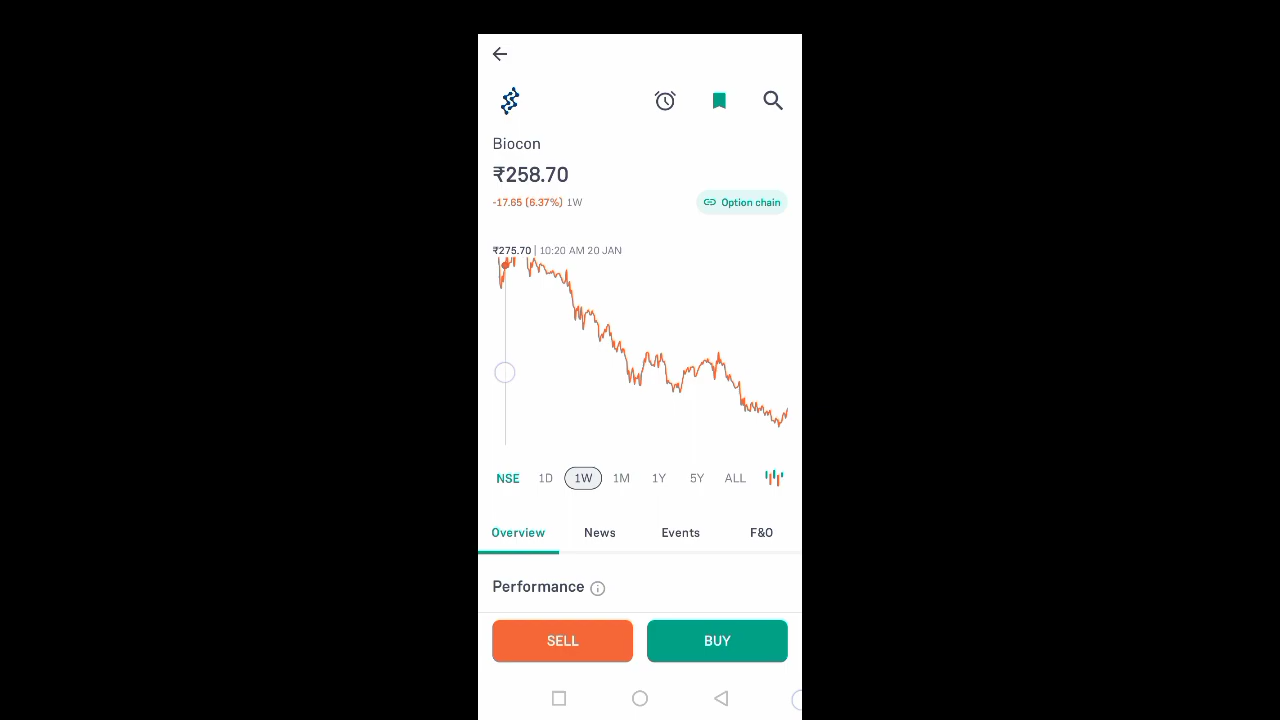 Biocon
₹258.70
-17.65 (6.37%) 1W
Option chain
₹275.70 | 10:20 AM 20 JAN
NSE 1D 1W 1M 1Y 5Y ALL
Overview News Events F&O
Performance
SELL BUY